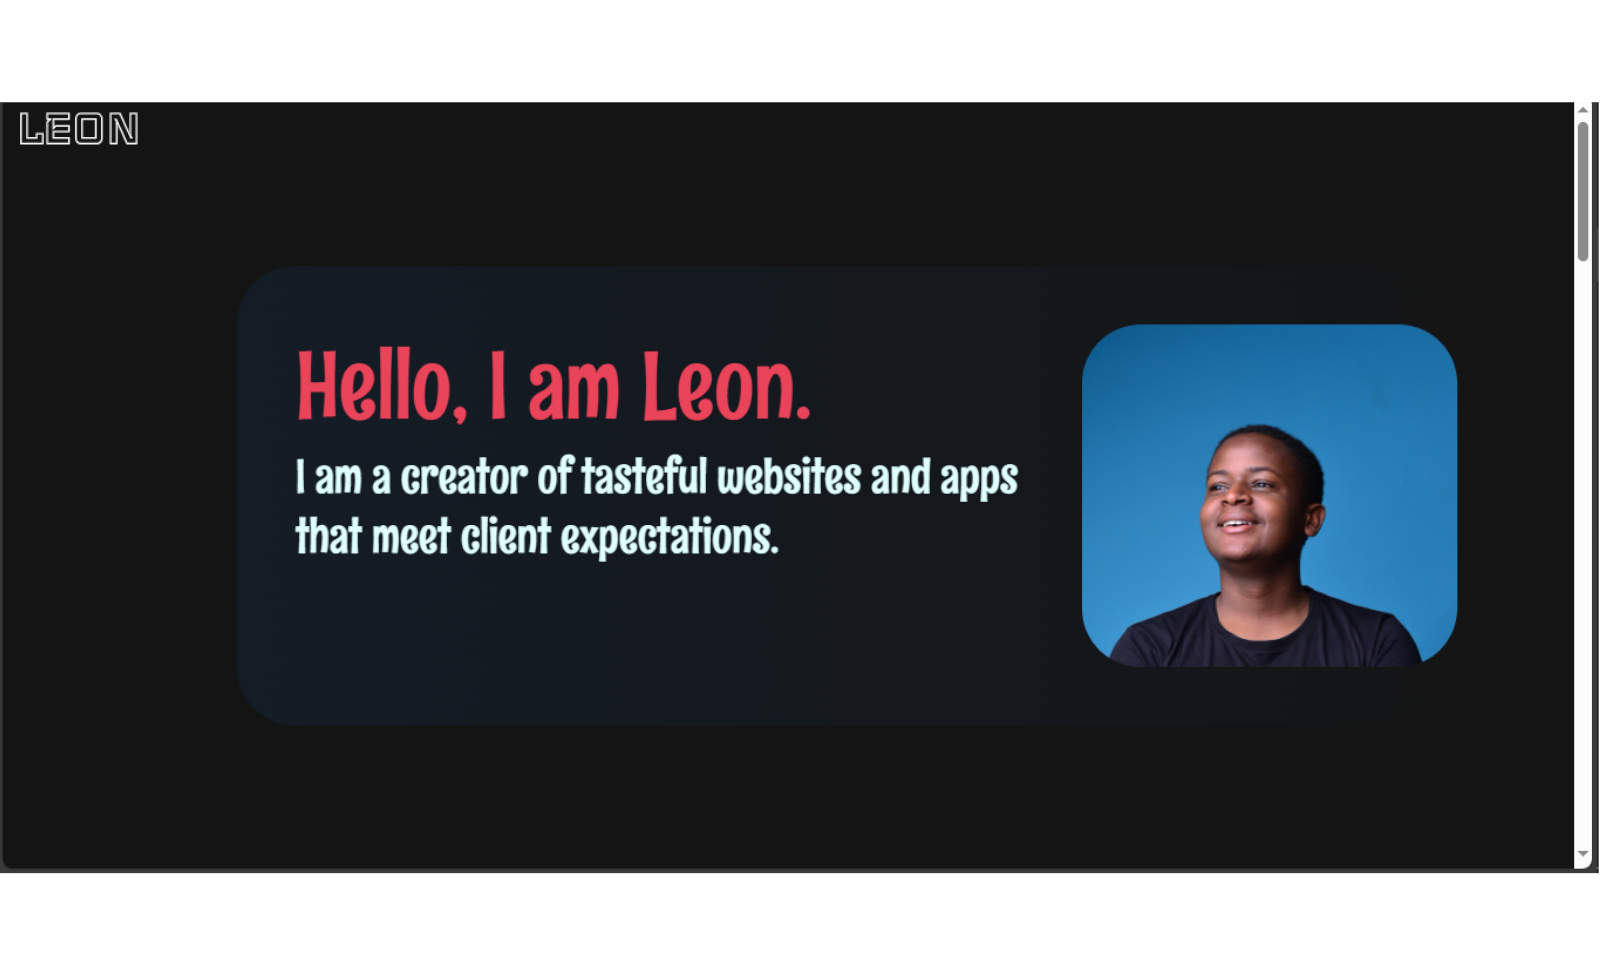 LEON
Hello, I am Leon.
I am a creator of tasteful websites and apps
that meet client expectations.